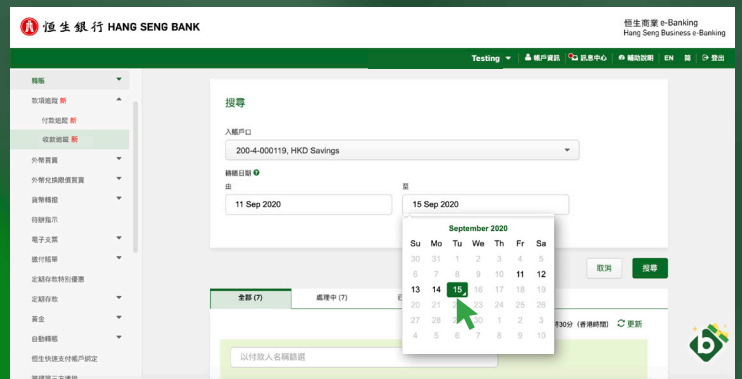 恒生銀行 HANG SENG BANK
恒生商業 e-Banking
Hang Seng Business e-Banking
Testing 帳戶資訊 訊息中心 輔助說明 EN 简 登出
轉賬
款項追蹤 新
付款追蹤 新
收款追蹤 新
外幣買賣
外幣兌換限價買賣
貨幣轉撥
待辦指示
電子支票
繳付賬單
定期存款特別優惠
定期存款
黃金
自動轉賬
恒生快速支付帳戶綁定
搜尋
入賬戶口
200-4-000119, HKD Savings
轉賬日期
由
至
11 Sep 2020
15 Sep 2020
September 2020
Su Mo Tu We Th Fr Sa
30 31 1 2 3 4 5
6 7 8 9 10 11 12
13 14 15 16 17 18 19
20 21 23 24 25 26
27 28 30 1 2 3
4 5 6 7 8 9 10
取消 搜尋
全部 (7) 處理中 (7)
時30分 (香港時間) 更新
以付款人名稱篩選
b